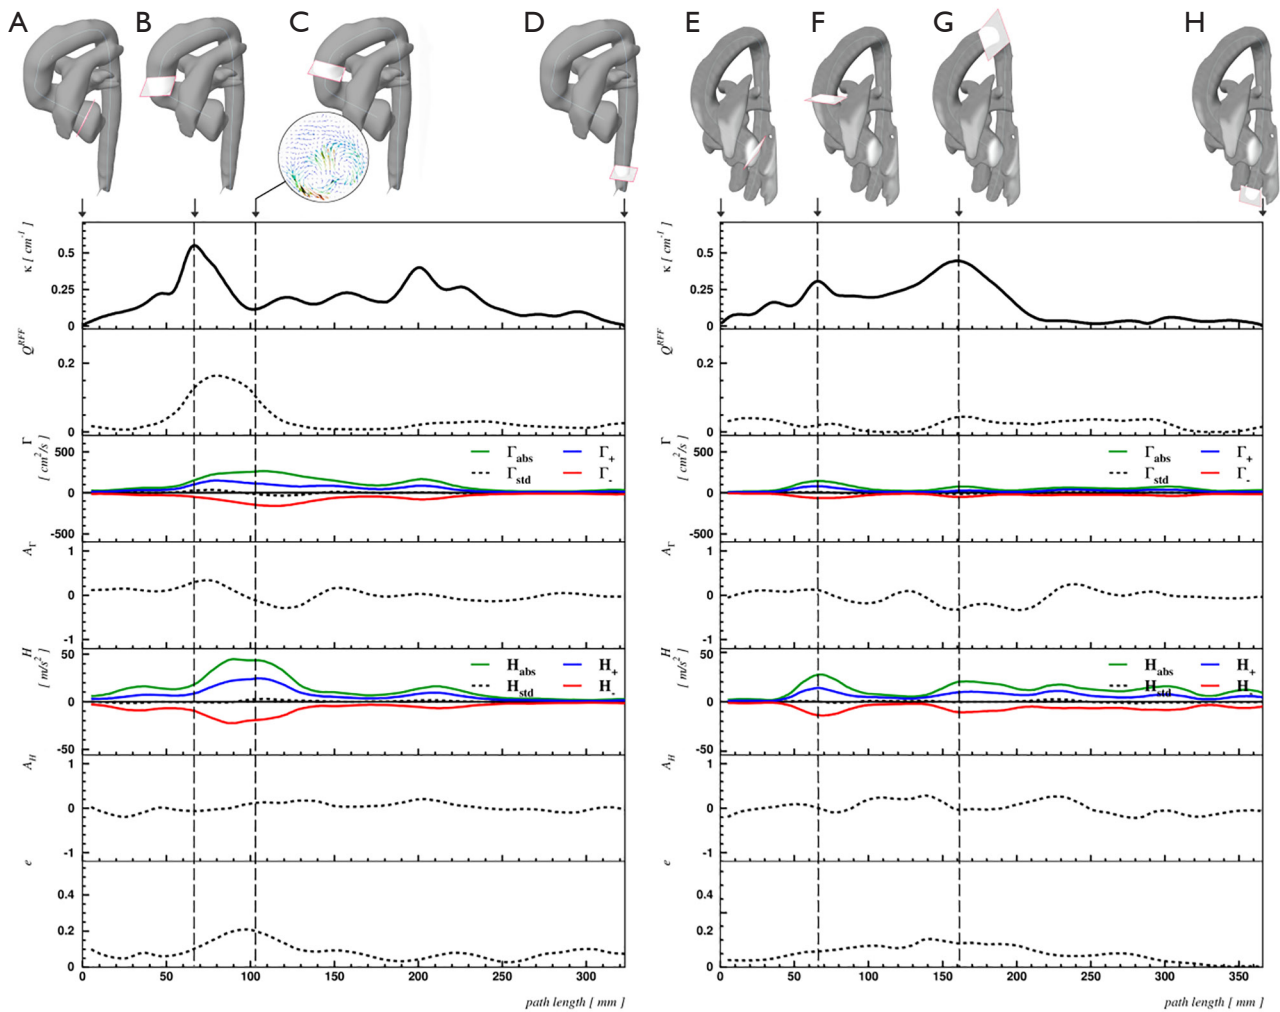 A B C D E F G H
κ [ cm⁻¹ ]
0.5
0.25
0
κ [ cm⁻¹ ]
0.5
0.25
0
Q^RFF
0.2
0
Q^RFF
0.2
0
Γ [ cm²/s ]
500
0
-500
Γabs Γ+
Γstd Γ-
Γ [ cm²/s ]
500
0
-500
Γabs Γ+
Γstd Γ-
A_Γ
1
0
-1
A_Γ
1
0
-1
H [ m/s² ]
50
0
-50
Habs H+
Hstd H-
H [ m/s² ]
50
0
-50
Habs H+
Hstd H-
A_H
1
0
-1
A_H
1
0
-1
e
0.4
0.2
0
e
0.4
0.2
0
0 50 100 150 200 250 300
path length [ mm ]
0 50 100 150 200 250 300 350
path length [ mm ]